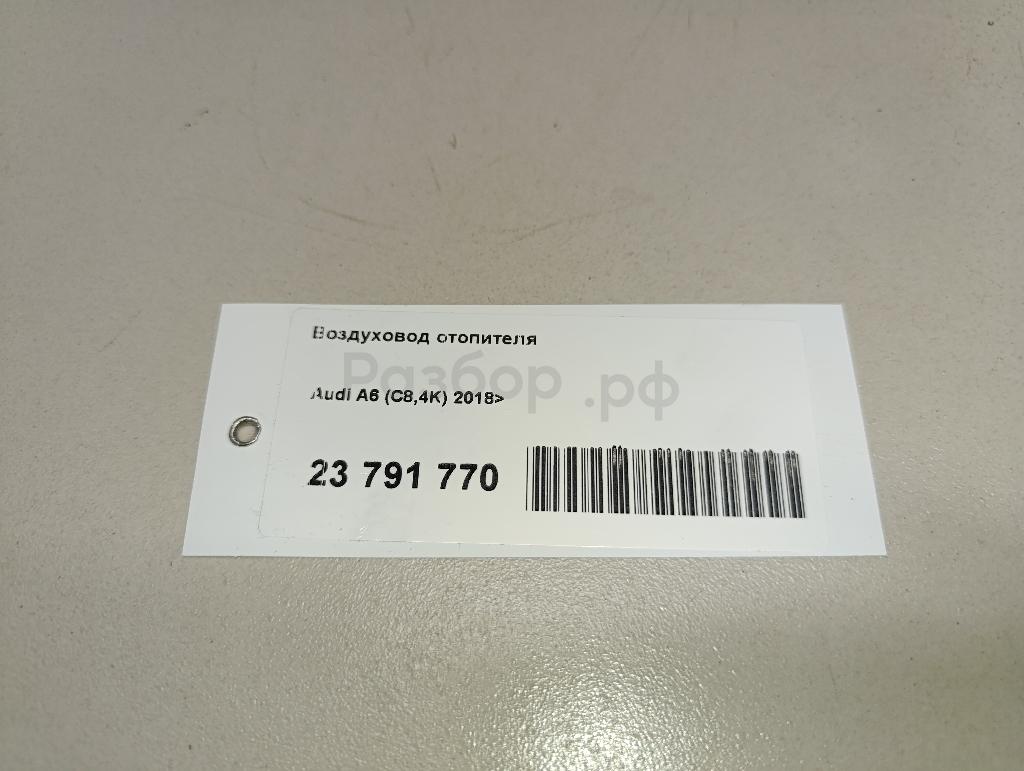 Воздуховод отопителя
Разбор.рф
Audi A6 (C8,4K) 2018>
23 791 770